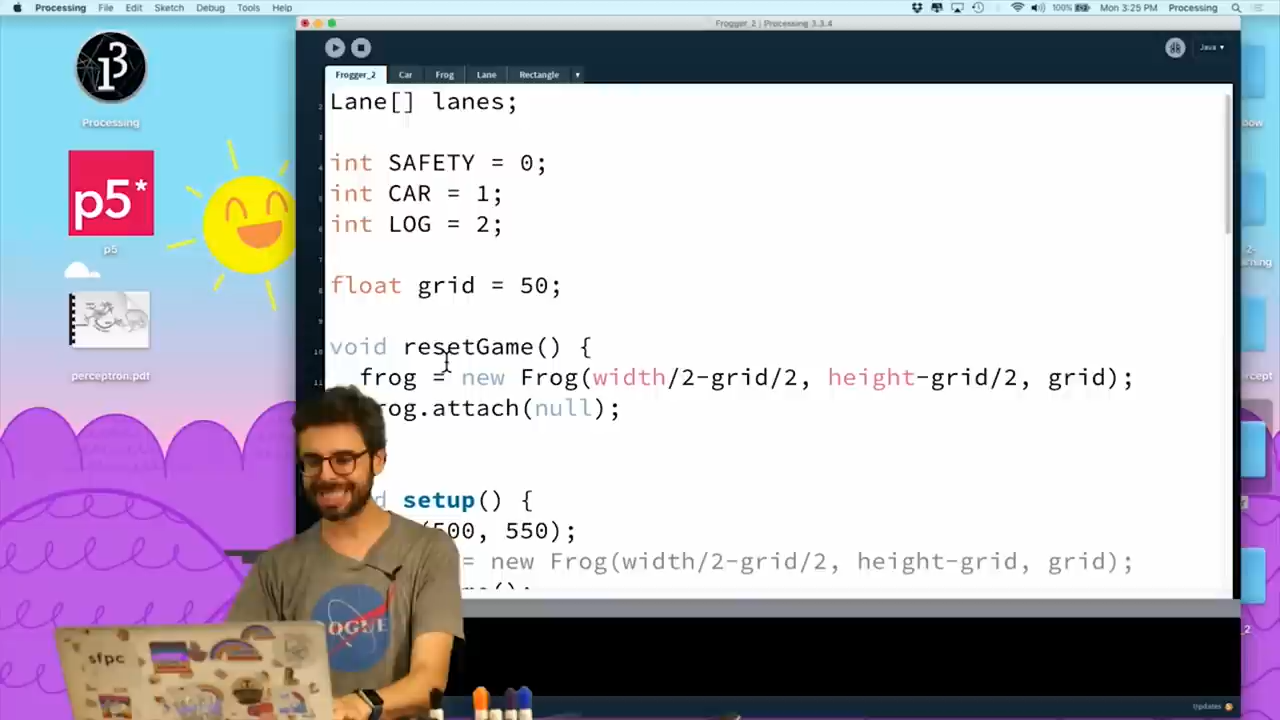 Processing File Edit Sketch Debug Tools Help
100% Mon 3:25 PM Processing
Frogger_2 | Processing 3.3.4
Java
Frogger_2 Car Frog Lane Rectangle
Lane[] lanes;
int SAFETY = 0;
int CAR = 1;
int LOG = 2;
float grid = 50;
void resetGame() {
frog = new Frog(width/2-grid/2, height-grid/2, grid);
rog.attach(null);
d setup() {
(500, 550);
= new Frog(width/2-grid/2, height-grid, grid);
Processing
p5*
p5
perceptron.pdf
OGUE
sfpc
Updates